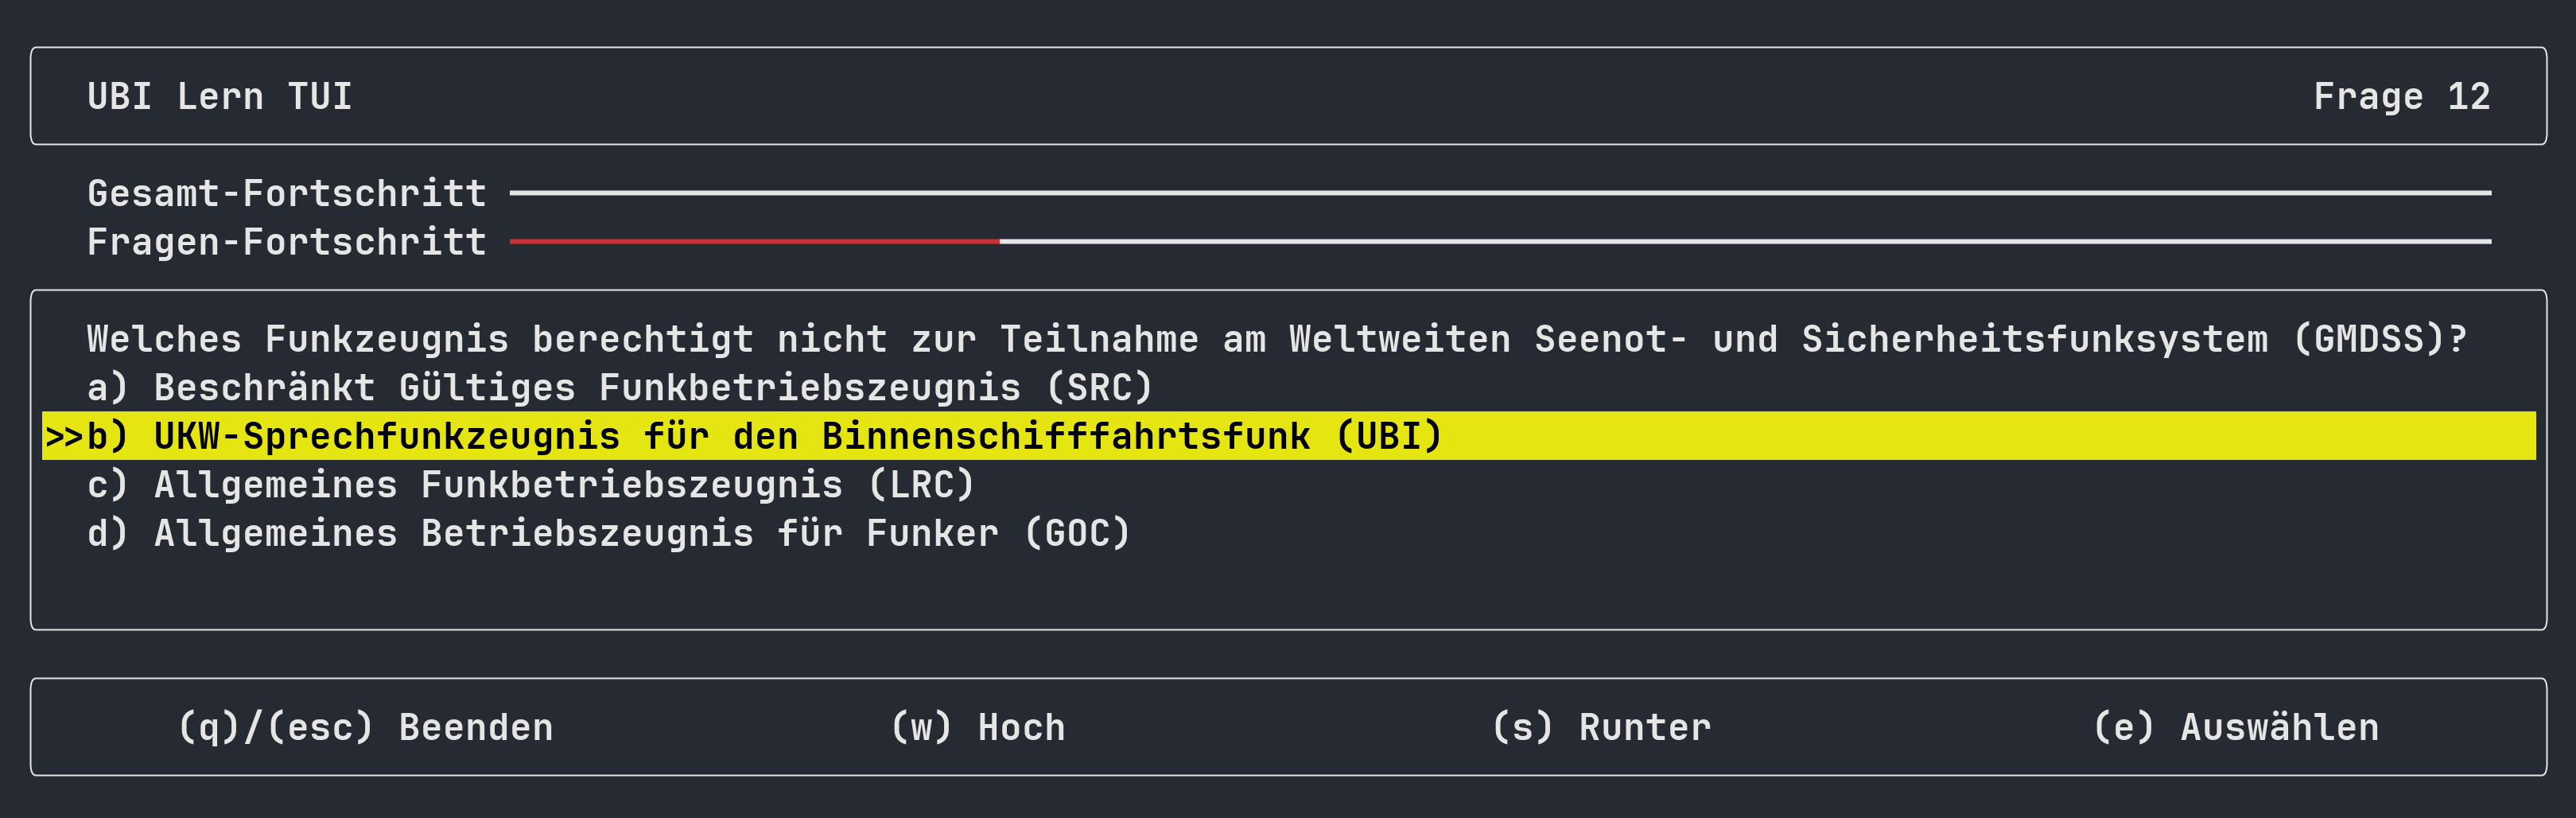 UBI Lern TUI Frage 12
Gesamt-Fortschritt
Fragen-Fortschritt
Welches Funkzeugnis berechtigt nicht zur Teilnahme am Weltweiten Seenot- und Sicherheitsfunksystem (GMDSS)?
a) Beschränkt Gültiges Funkbetriebszeugnis (SRC)
>>b) UKW-Sprechfunkzeugnis für den Binnenschifffahrtsfunk (UBI)
c) Allgemeines Funkbetriebszeugnis (LRC)
d) Allgemeines Betriebszeugnis für Funker (GOC)
(q)/(esc) Beenden (w) Hoch (s) Runter (e) Auswählen